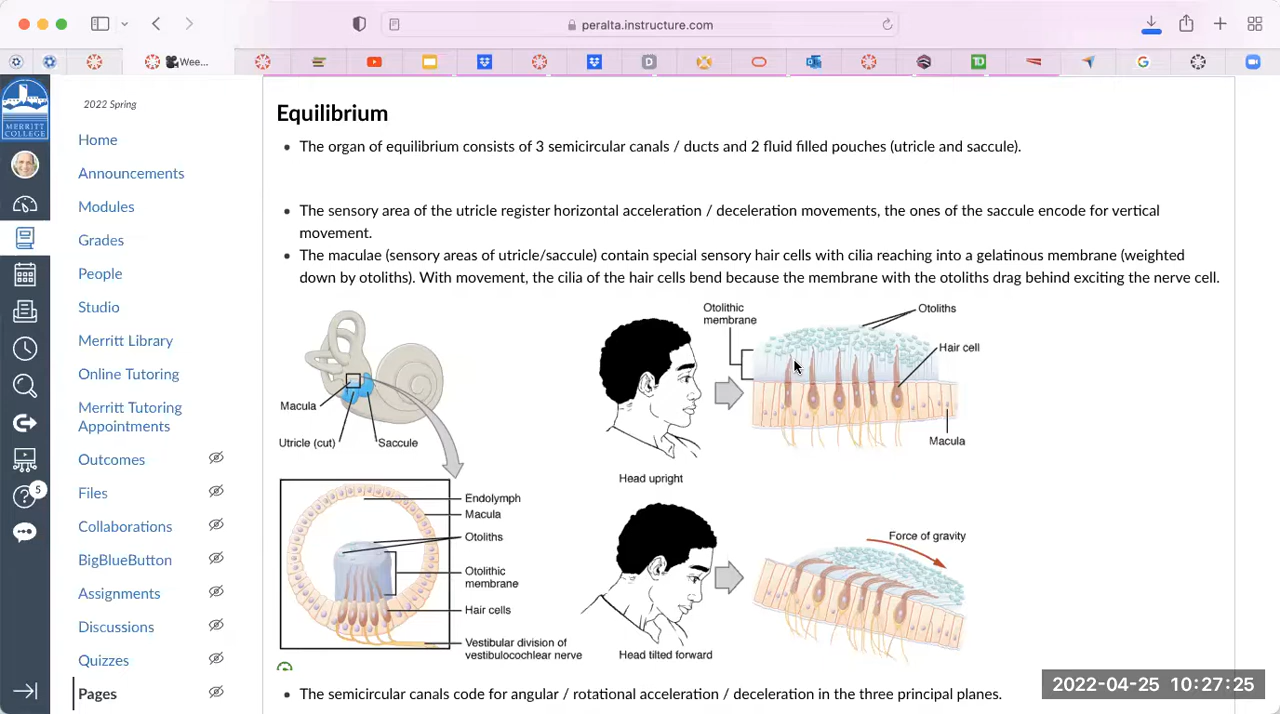 peralta.instructure.com
Wee...
MERRITT
COLLEGE
2022 Spring
Home
Announcements
Modules
Grades
People
Studio
Merritt Library
Online Tutoring
Merritt Tutoring
Appointments
Outcomes
Files
Collaborations
BigBlueButton
Assignments
Discussions
Quizzes
Pages
5
Equilibrium
The organ of equilibrium consists of 3 semicircular canals / ducts and 2 fluid filled pouches (utricle and saccule).
The sensory area of the utricle register horizontal acceleration / deceleration movements, the ones of the saccule encode for vertical
movement.
The maculae (sensory areas of utricle/saccule) contain special sensory hair cells with cilia reaching into a gelatinous membrane (weighted
down by otoliths). With movement, the cilia of the hair cells bend because the membrane with the otoliths drag behind exciting the nerve cell.
Macula
Utricle (cut)
Saccule
Endolymph
Macula
Otoliths
Otolithic
membrane
Hair cells
Vestibular division of
vestibulocochlear nerve
Otolithic
membrane
Otoliths
Hair cell
Macula
Head upright
Force of gravity
Head tilted forward
The semicircular canals code for angular / rotational acceleration / deceleration in the three principal planes.
2022-04-25 10:27:25